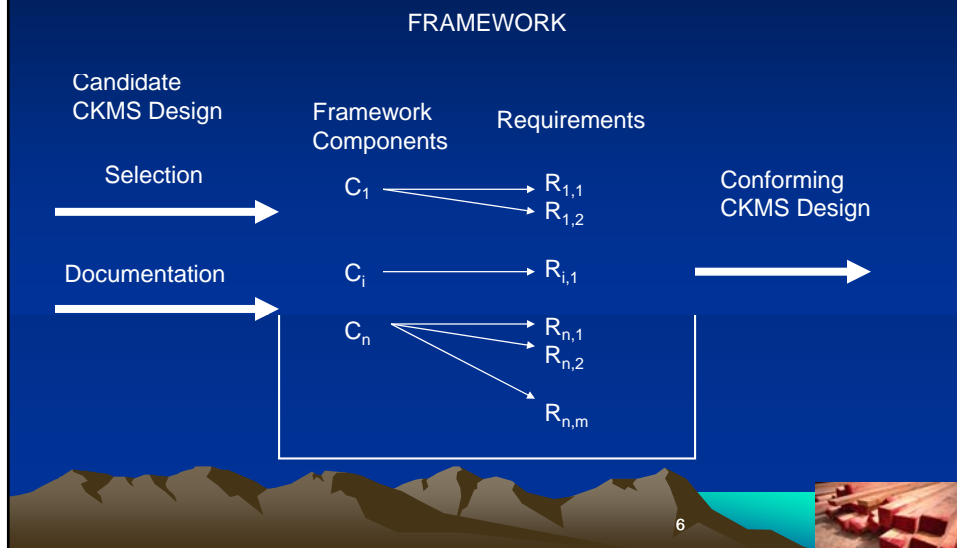 FRAMEWORK
Candidate
CKMS Design
Framework
Components
Requirements
Selection
Documentation
C1
R1,1
R1,2
Ci
Ri,1
Cn
Rn,1
Rn,2
Rn,m
Conforming
CKMS Design
6